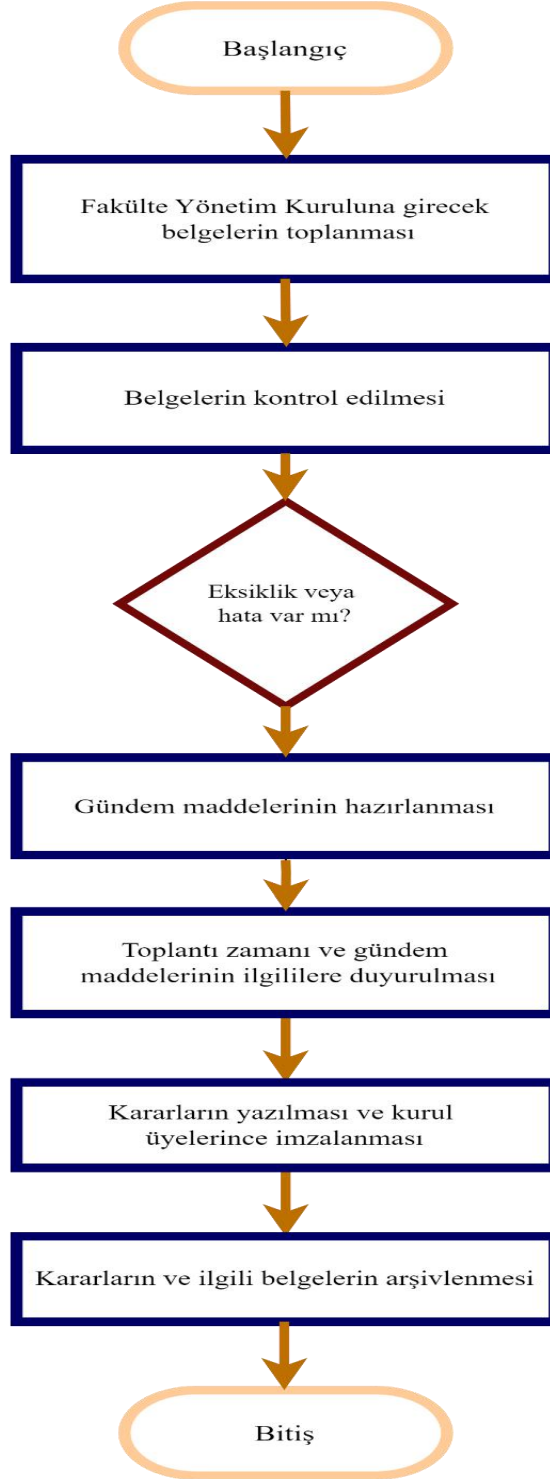 Başlangıç
Fakülte Yönetim Kuruluna girecek
belgelerin toplanması
Belgelerin kontrol edilmesi
Eksiklik veya
hata var mı?
Gündem maddelerinin hazırlanması
Toplantı zamanı ve gündem
maddelerinin ilgililere duyurulması
Kararların yazılması ve kurul
üyelerince imzalanması
Kararların ve ilgili belgelerin arşivlenmesi
Bitiş